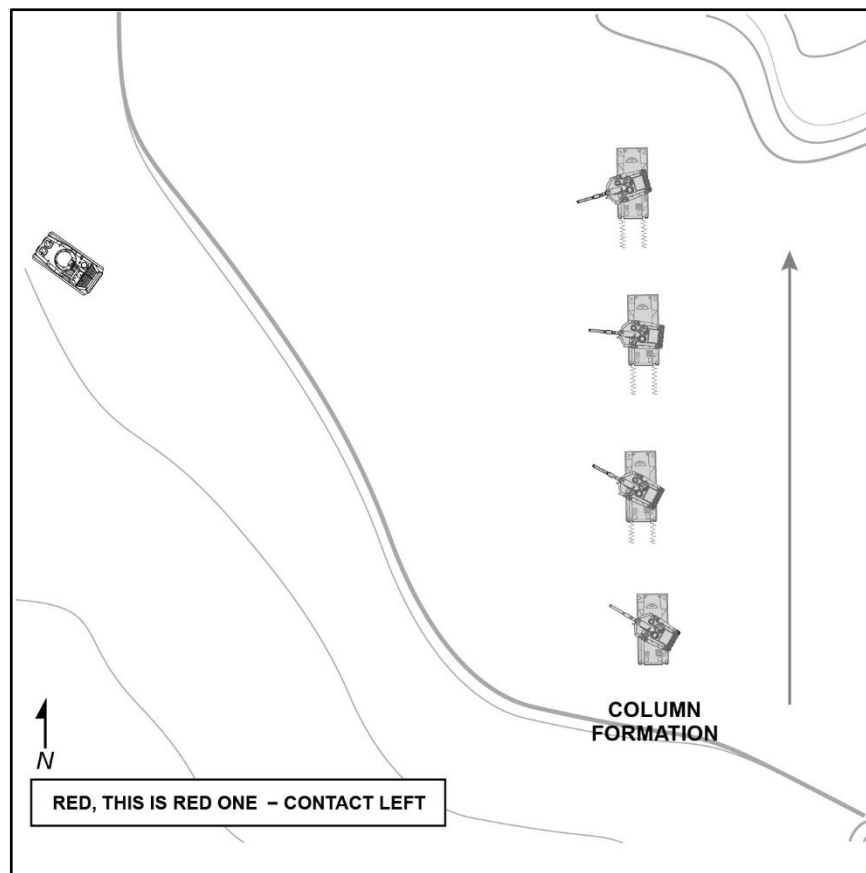 COLUMN
FORMATION
N
RED, THIS IS RED ONE – CONTACT LEFT